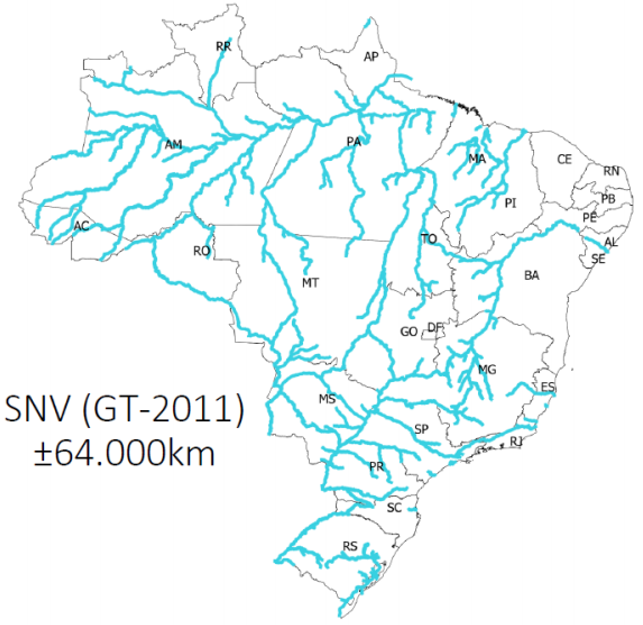 RR
AP
AM
PA
MA
CE
RN
PI
PB
PE
AC
AL
SE
RO
TO
BA
MT
GO
DF
MG
ES
SNV (GT-2011)
±64.000km
MS
SP
RJ
PR
SC
RS